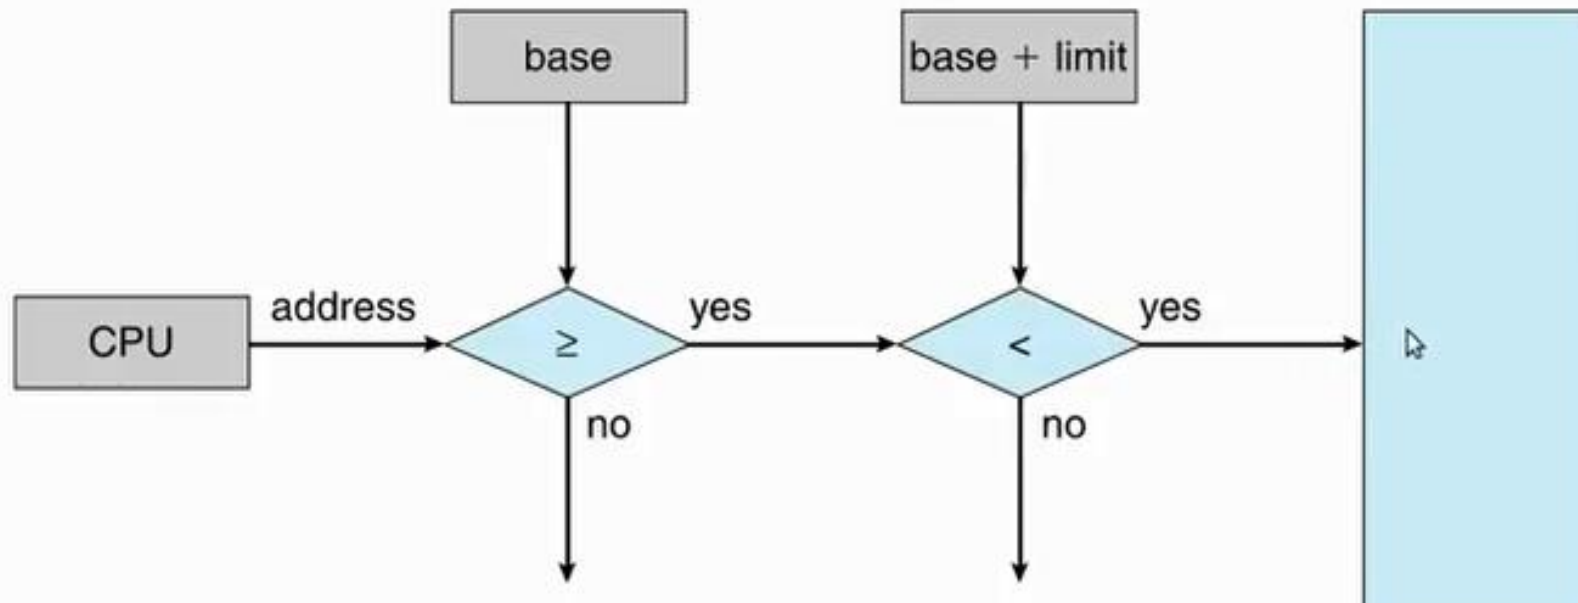 base
base + limit
address
yes
yes
CPU
≥
<
no
no